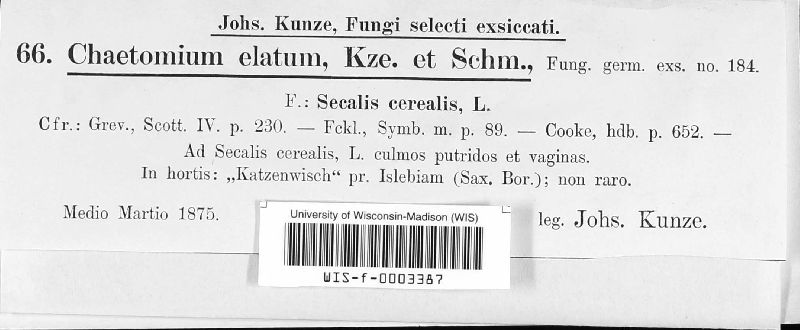 Johs. Kunze, Fungi selecti exsiccati.
66. Chaetomium elatum, Kze. et Schm., Fung. germ. exs. no. 184.
F.: Secalis cerealis, L.
Cfr.: Grev., Scott. IV. p. 230. — Fckl., Symb. m. p. 89. — Cooke, hdb. p. 652. —
Ad Secalis cerealis, L. culmos putridos et vaginas.
In hortis: „Katzenwisch“ pr. Islebiam (Sax. Bor.); non raro.
Medio Martio 1875.
leg. Johs. Kunze.
University of Wisconsin-Madison (WIS)
WIS-f-0003387